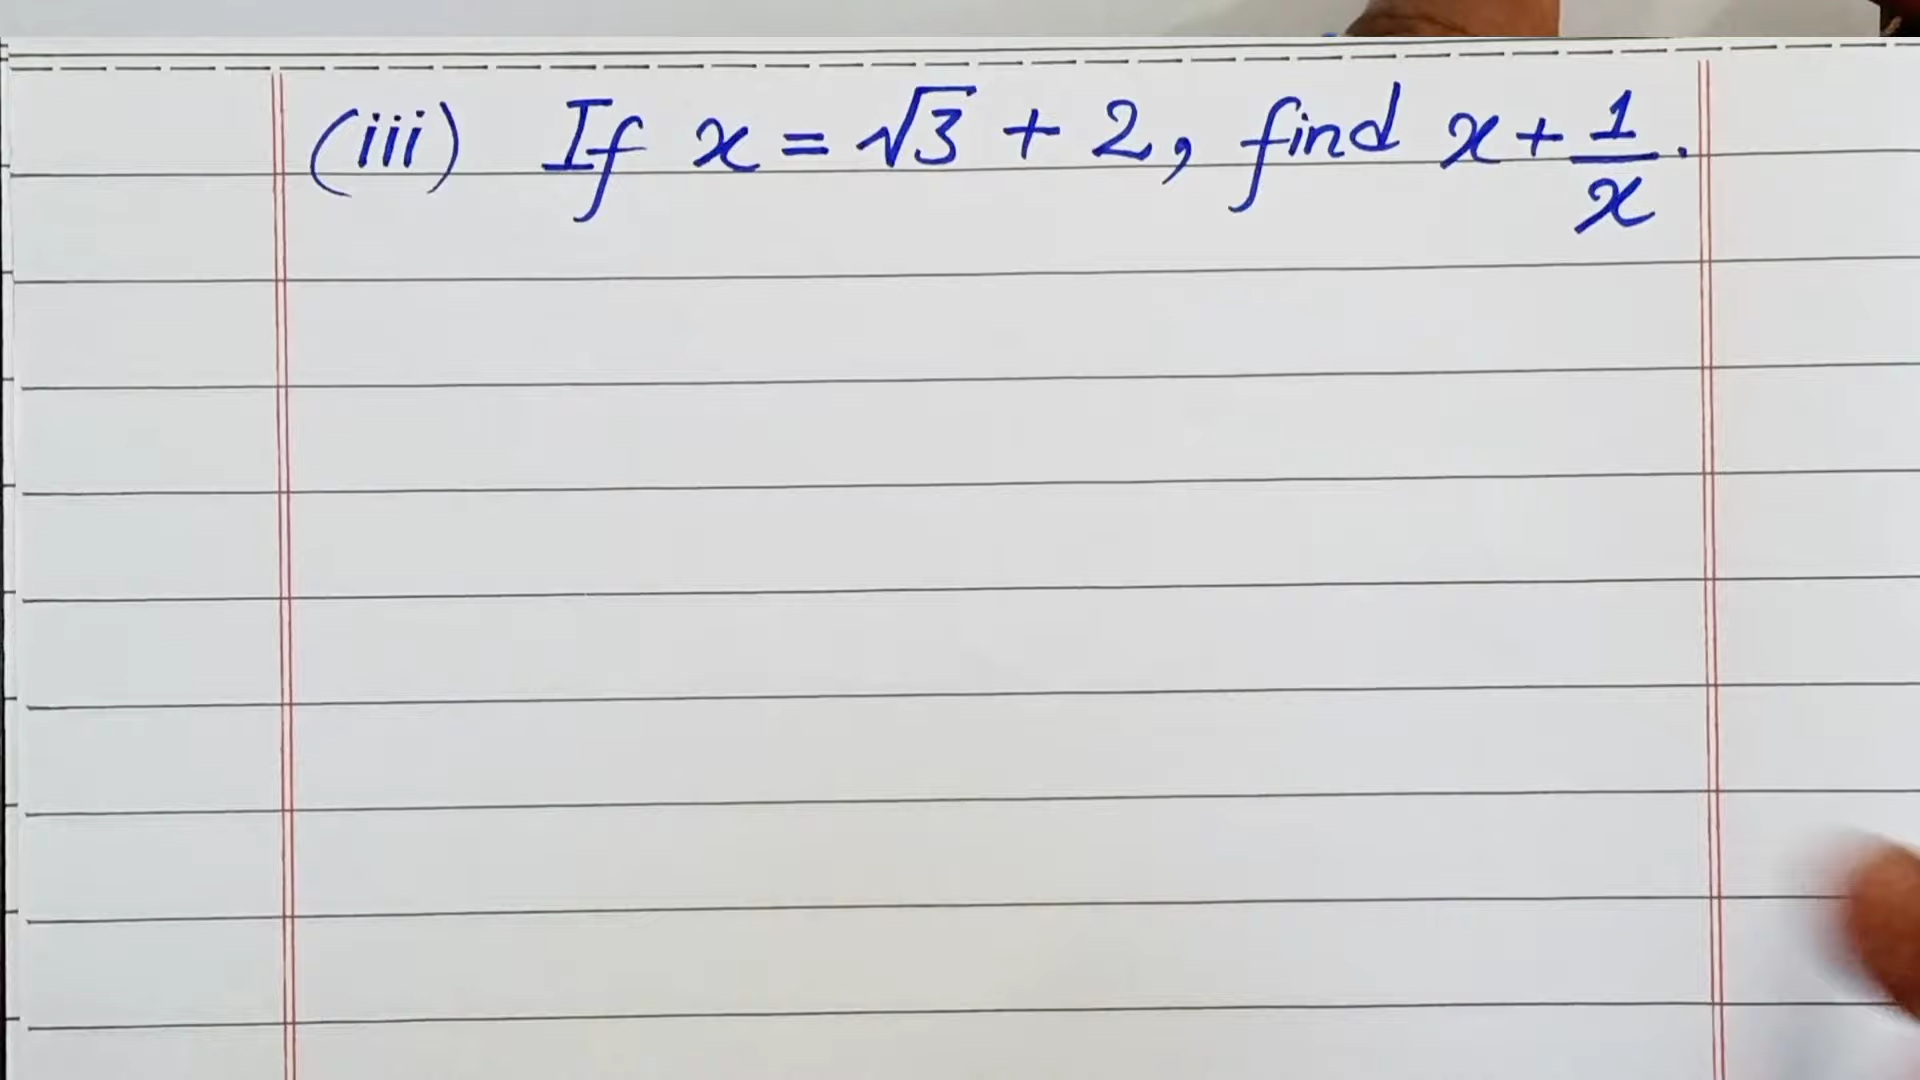 (iii) If x = √3 + 2, find x + 1/x.